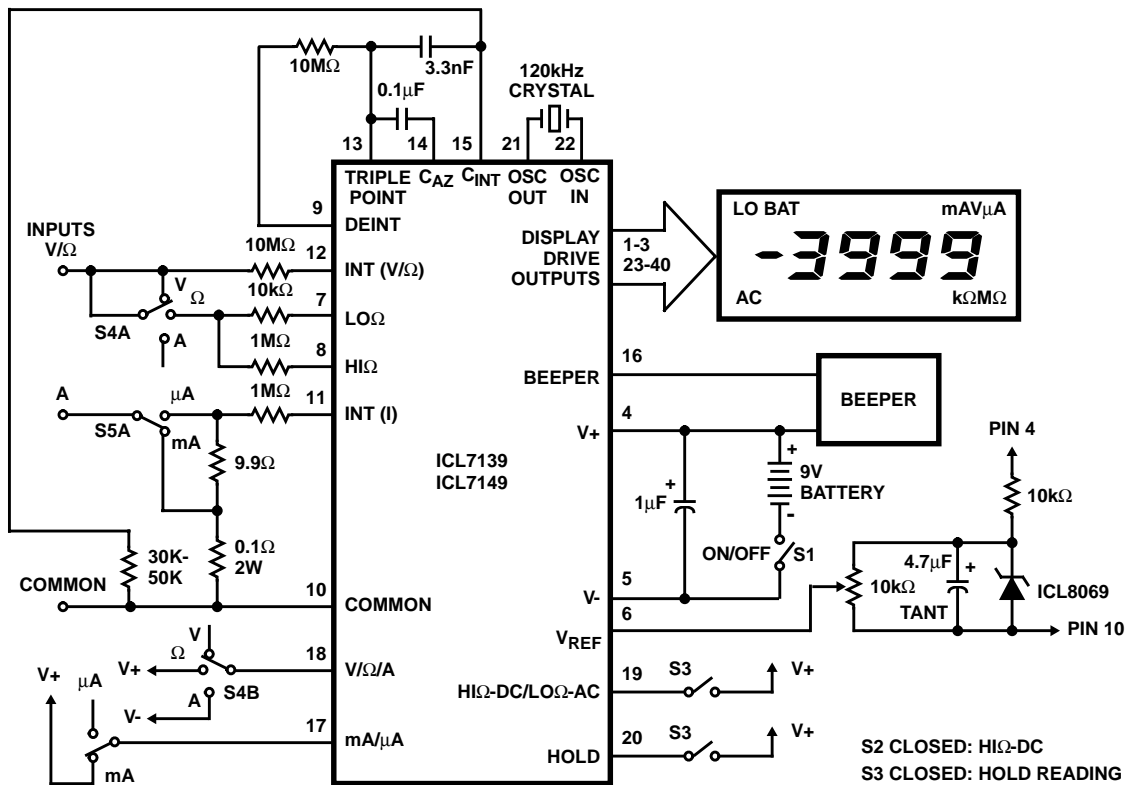 10MΩ
3.3nF
0.1µF
120kHz
CRYSTAL
13
14
15
21
22
TRIPLE
POINT
CAZ
CINT
OSC
OUT
OSC
IN
9
DEINT
INPUTS
V/Ω
10MΩ
12
INT (V/Ω)
10kΩ
7
LOΩ
V
Ω
S4A
A
1MΩ
8
HIΩ
1MΩ
11
INT (I)
A
µA
S5A
mA
9.9Ω
0.1Ω
2W
30K-
50K
COMMON
10
COMMON
V
Ω
V+
18
V/Ω/A
A
S4B
V-
V+
µA
17
mA/µA
mA
ICL7139
ICL7149
DISPLAY
DRIVE
OUTPUTS
1-3
23-40
LO BAT
mAVµA
-3999
AC
kΩMΩ
16
BEEPER
BEEPER
4
V+
+
1µF
+
9V
BATTERY
-
ON/OFF
S1
5
V-
6
VREF
PIN 4
10kΩ
10kΩ
4.7µF
+
TANT
ICL8069
PIN 10
19
HIΩ-DC/LOΩ-AC
S3
V+
20
HOLD
S3
V+
S2 CLOSED: HIΩ-DC
S3 CLOSED: HOLD READING